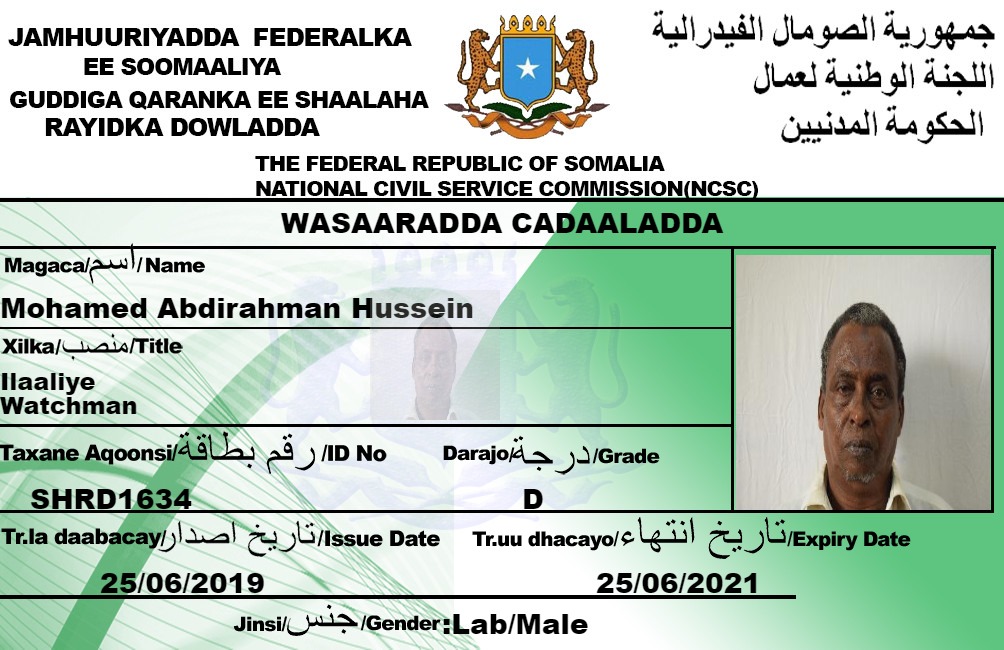 JAMHUURIYADDA FEDERALKA
EE SOOMAALIYA
GUDDIGA QARANKA EE SHAALAHA
RAYIDKA DOWLADDA
جمهورية الصومال الفيدرالية
اللجنة الوطنية لعمال
الحكومة المدنيين
THE FEDERAL REPUBLIC OF SOMALIA
NATIONAL CIVIL SERVICE COMMISSION(NCSC)
WASAARADDA CADAALADDA
Magaca/اسم/Name
Mohamed Abdirahman Hussein
Xilka/منصب/Title
Ilaaliye
Watchman
Taxane Aqoonsi/رقم بطاقة/ID No
Darajo/درجة/Grade
SHRD1634
D
Tr.la daabacay/تاريخ اصدار/Issue Date
Tr.uu dhacayo/تاريخ انتهاء/Expiry Date
25/06/2019
25/06/2021
Jinsi/جنس/Gender:Lab/Male